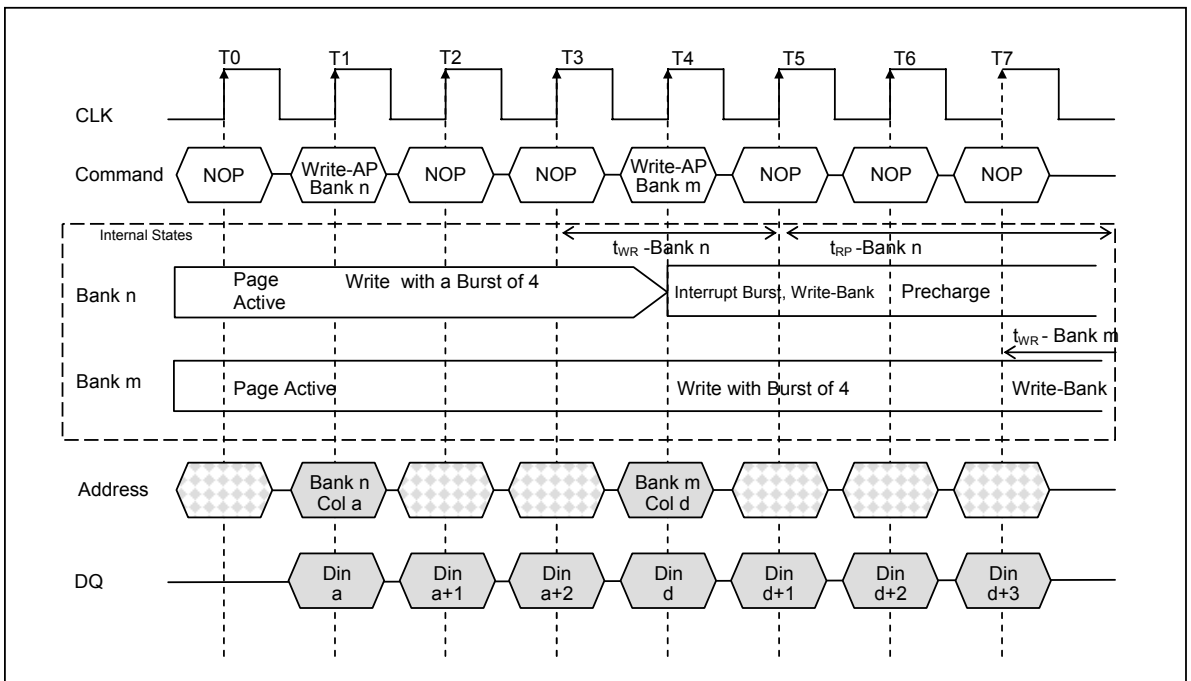 T0 T1 T2 T3 T4 T5 T6 T7
CLK
Command
NOP
Write-AP
Bank n
NOP
NOP
Write-AP
Bank m
NOP
NOP
NOP
Internal States
tWR -Bank n
tRP -Bank n
Bank n
Page
Active
Write with a Burst of 4
Interrupt Burst, Write-Bank
Precharge
tWR - Bank m
Bank m
Page Active
Write with Burst of 4
Write-Bank
Address
Bank n
Col a
Bank m
Col d
DQ
Din
a
Din
a+1
Din
a+2
Din
d
Din
d+1
Din
d+2
Din
d+3